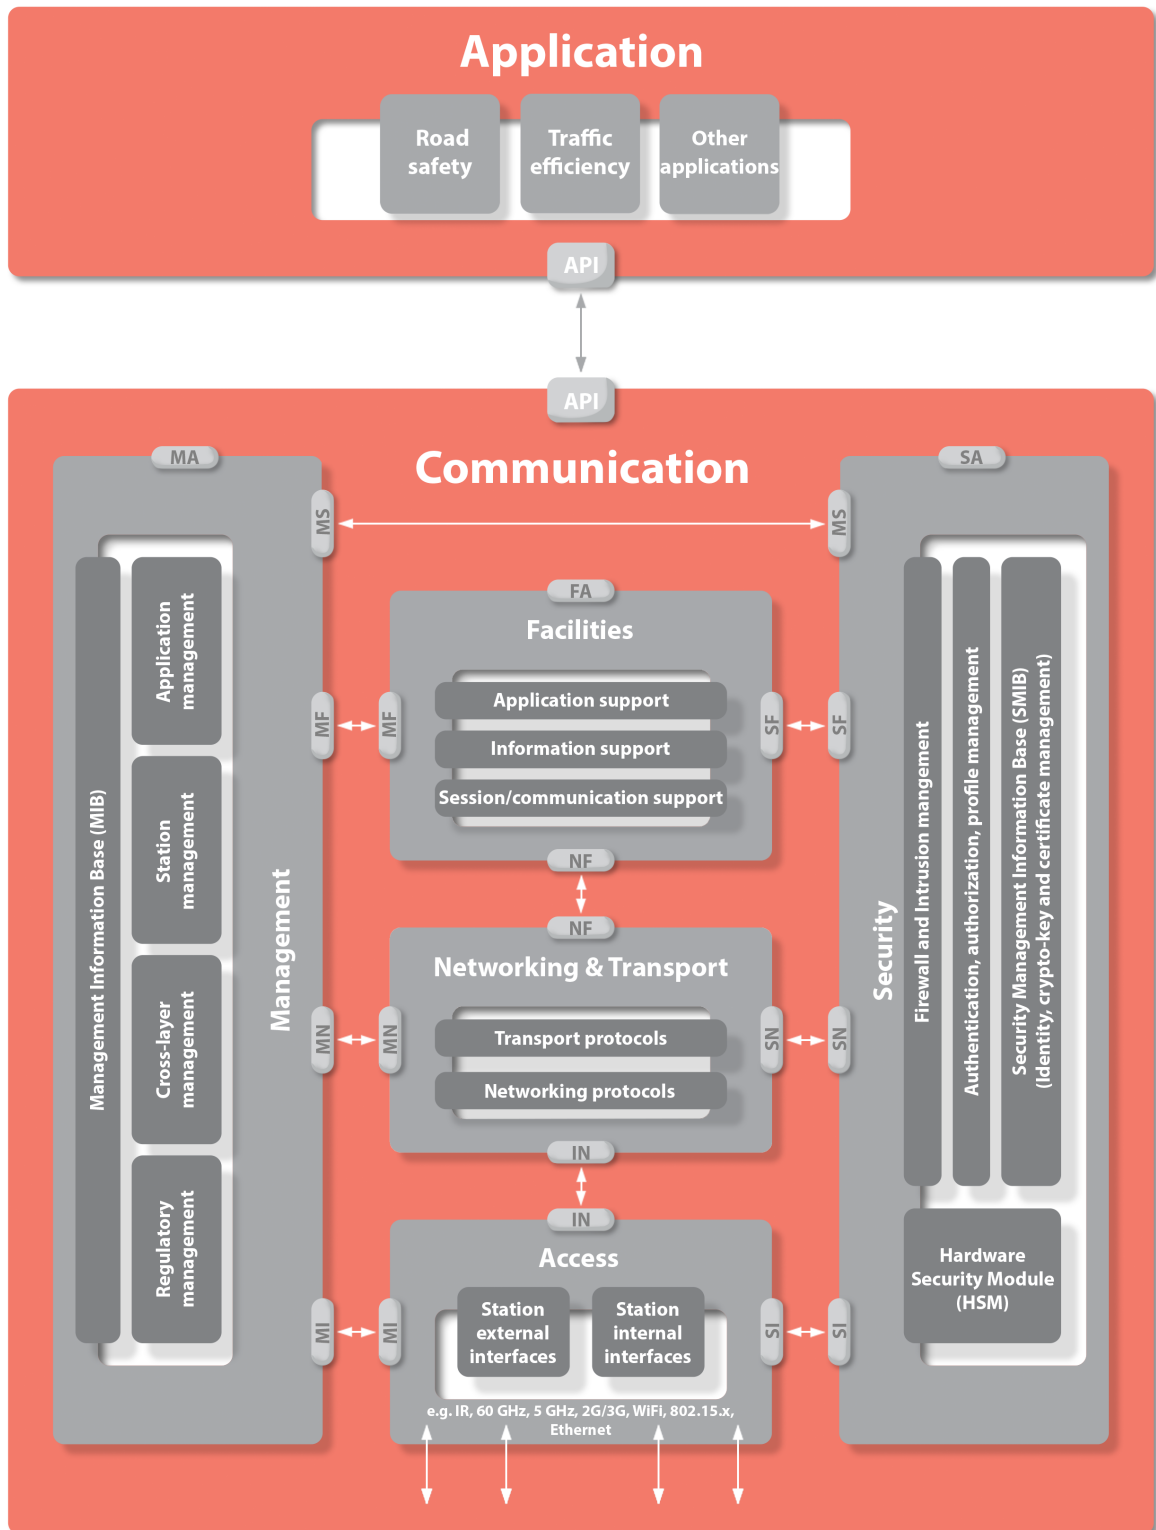 Application
Road
safety
Traffic
efficiency
Other
applications
API
API
Communication
MA
SA
MS
MS
Management Information Base (MIB)
Application
management
Station
management
Cross-layer
management
Regulatory
management
Management
FA
Facilities
Application support
Information support
Session/communication support
MF
MF
SF
SF
NF
NF
Networking & Transport
Transport protocols
Networking protocols
MN
MN
SN
SN
IN
IN
Access
Station
external
interfaces
Station
internal
interfaces
e.g. IR, 60 GHz, 5 GHz, 2G/3G, WiFi, 802.15.x,
Ethernet
MI
MI
SI
SI
Security
Firewall and Intrusion mangement
Authentication, authorization, profile management
Security Management Information Base (SMIB)
(Identity, crypto-key and certificate management)
Hardware
Security Module
(HSM)